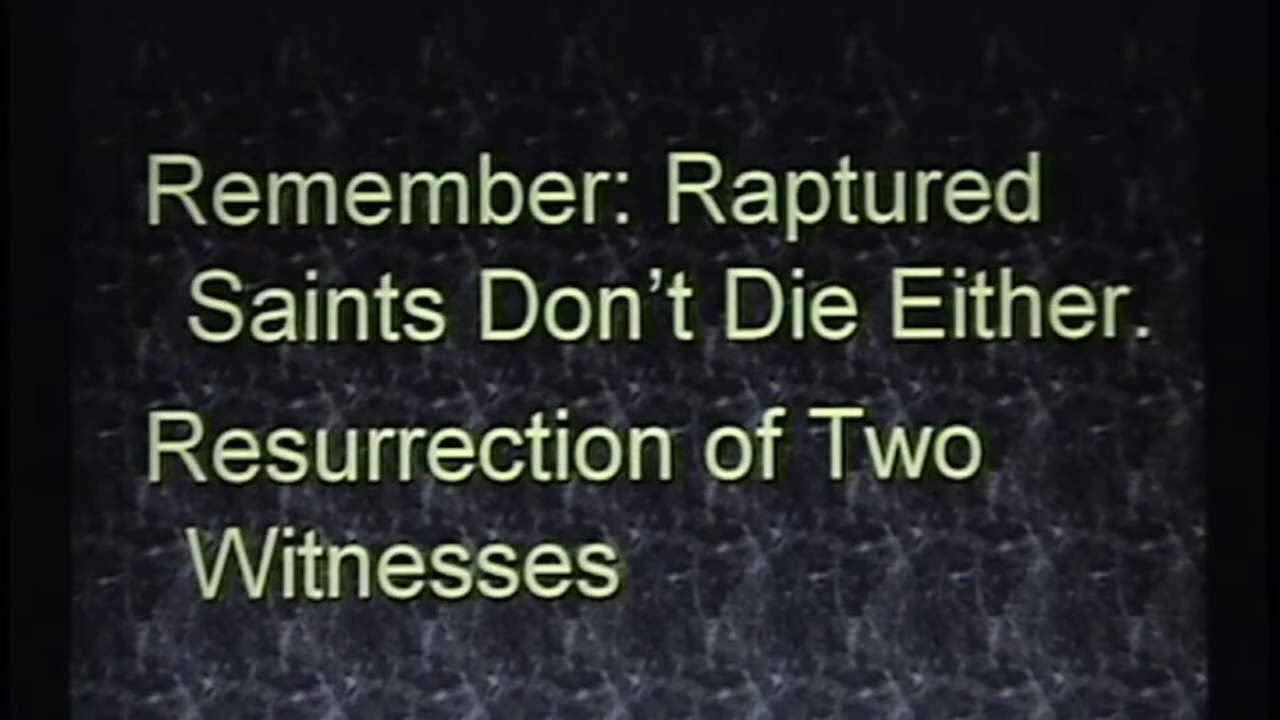 Remember: Raptured
Saints Don't Die Either.
Resurrection of Two
Witnesses